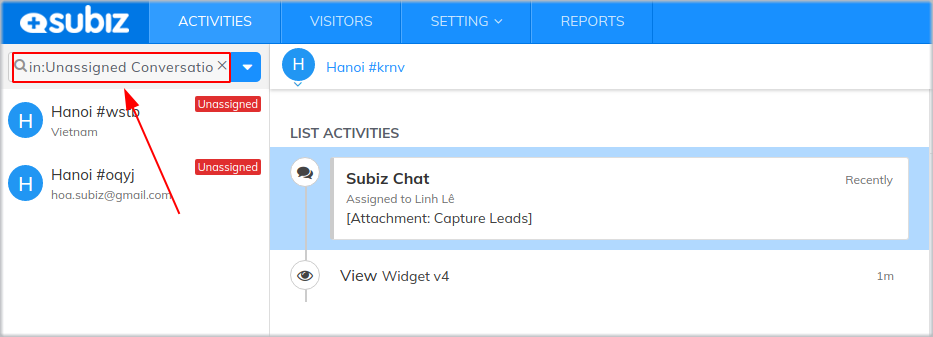 subiz
ACTIVITIES
VISITORS
SETTING
REPORTS
in:Unassigned Conversatio ×
H
Hanoi #wstb
Unassigned
Vietnam
H
Hanoi #oqyj
Unassigned
hoa.subiz@gmail.com
H
Hanoi #krnv
LIST ACTIVITIES
Subiz Chat
Recently
Assigned to Linh Lê
[Attachment: Capture Leads]
View Widget v4
1m